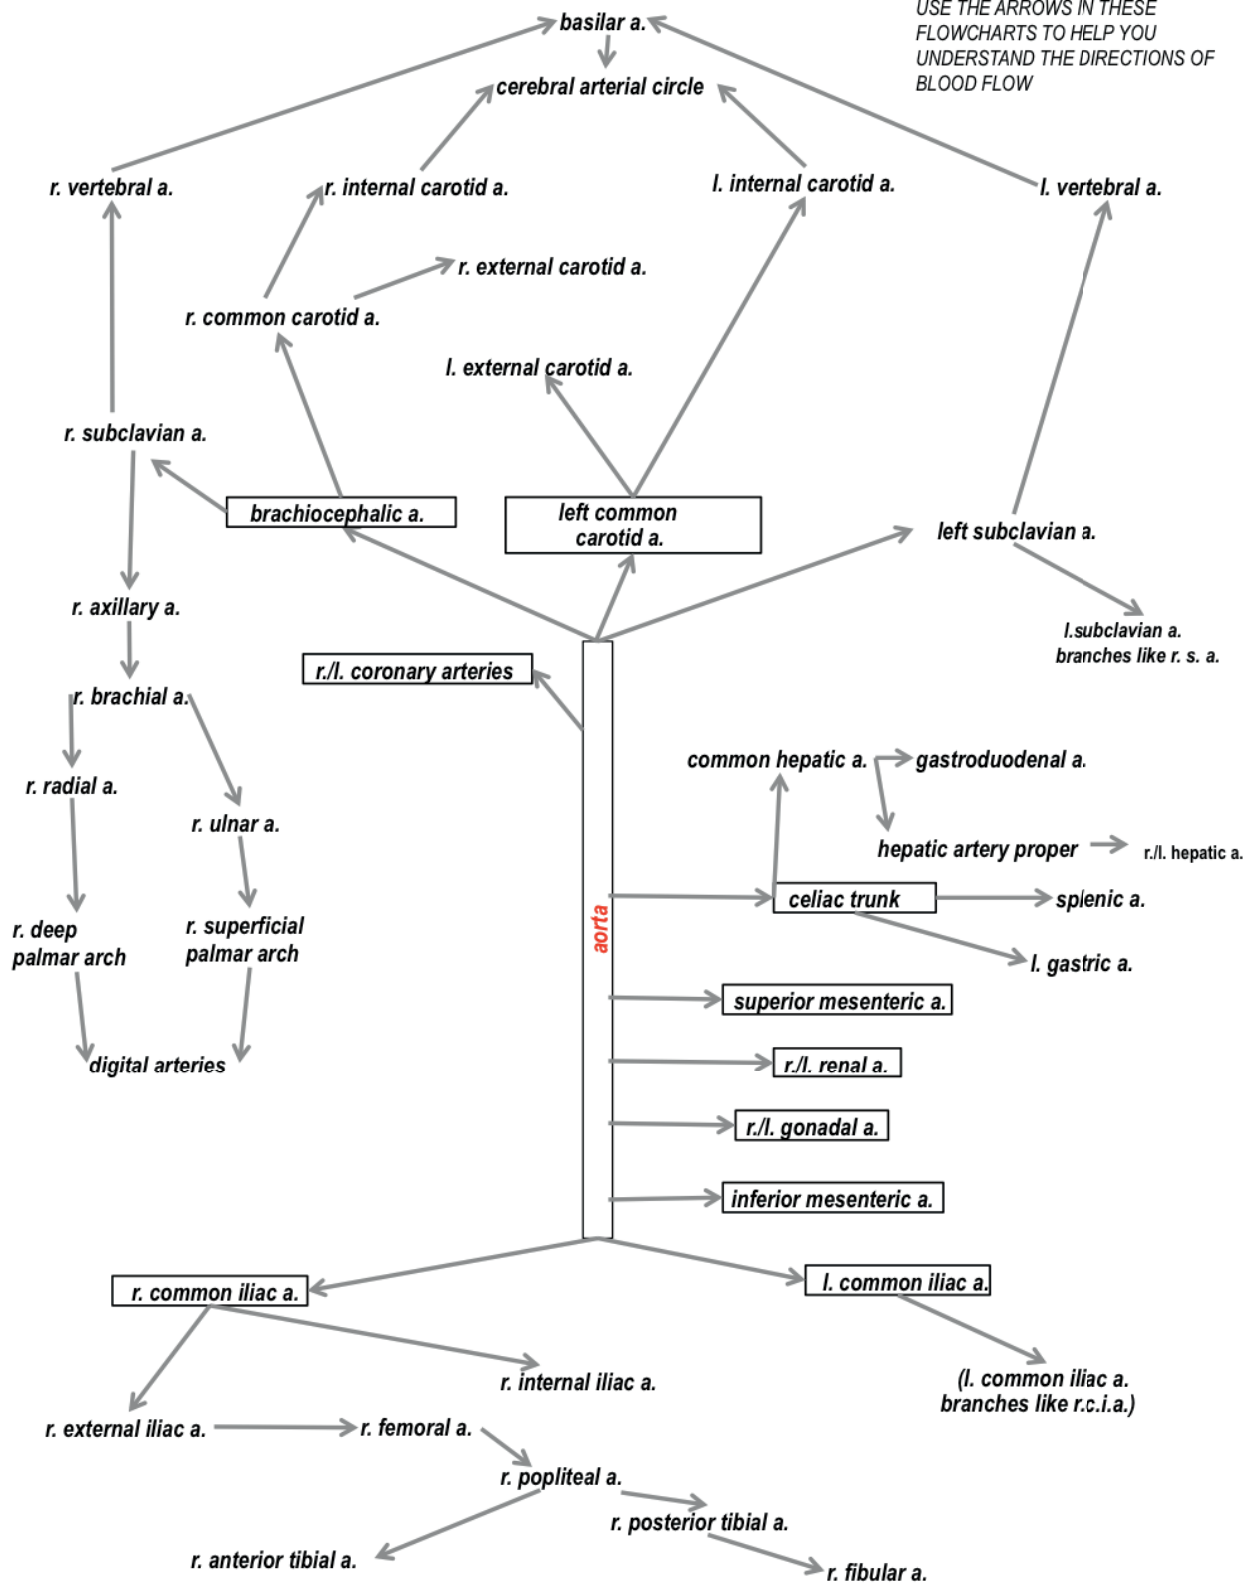 USE THE ARROWS IN THESE
FLOWCHARTS TO HELP YOU
UNDERSTAND THE DIRECTIONS OF
BLOOD FLOW
basilar a.
cerebral arterial circle
r. vertebral a.
r. internal carotid a.
l. internal carotid a.
l. vertebral a.
r. external carotid a.
r. common carotid a.
l. external carotid a.
r. subclavian a.
brachiocephalic a.
left common
carotid a.
left subclavian a.
r. axillary a.
l.subclavian a.
branches like r. s. a.
r./l. coronary arteries
r. brachial a.
common hepatic a.
gastroduodenal a.
r. radial a.
r. ulnar a.
hepatic artery proper
r./l. hepatic a.
celiac trunk
splenic a.
aorta
r. deep
palmar arch
r. superficial
palmar arch
l. gastric a.
superior mesenteric a.
digital arteries
r./l. renal a.
r./l. gonadal a.
inferior mesenteric a.
r. common iliac a.
l. common iliac a.
r. internal iliac a.
(l. common iliac a.
branches like r.c.i.a.)
r. external iliac a.
r. femoral a.
r. popliteal a.
r. posterior tibial a.
r. anterior tibial a.
r. fibular a.